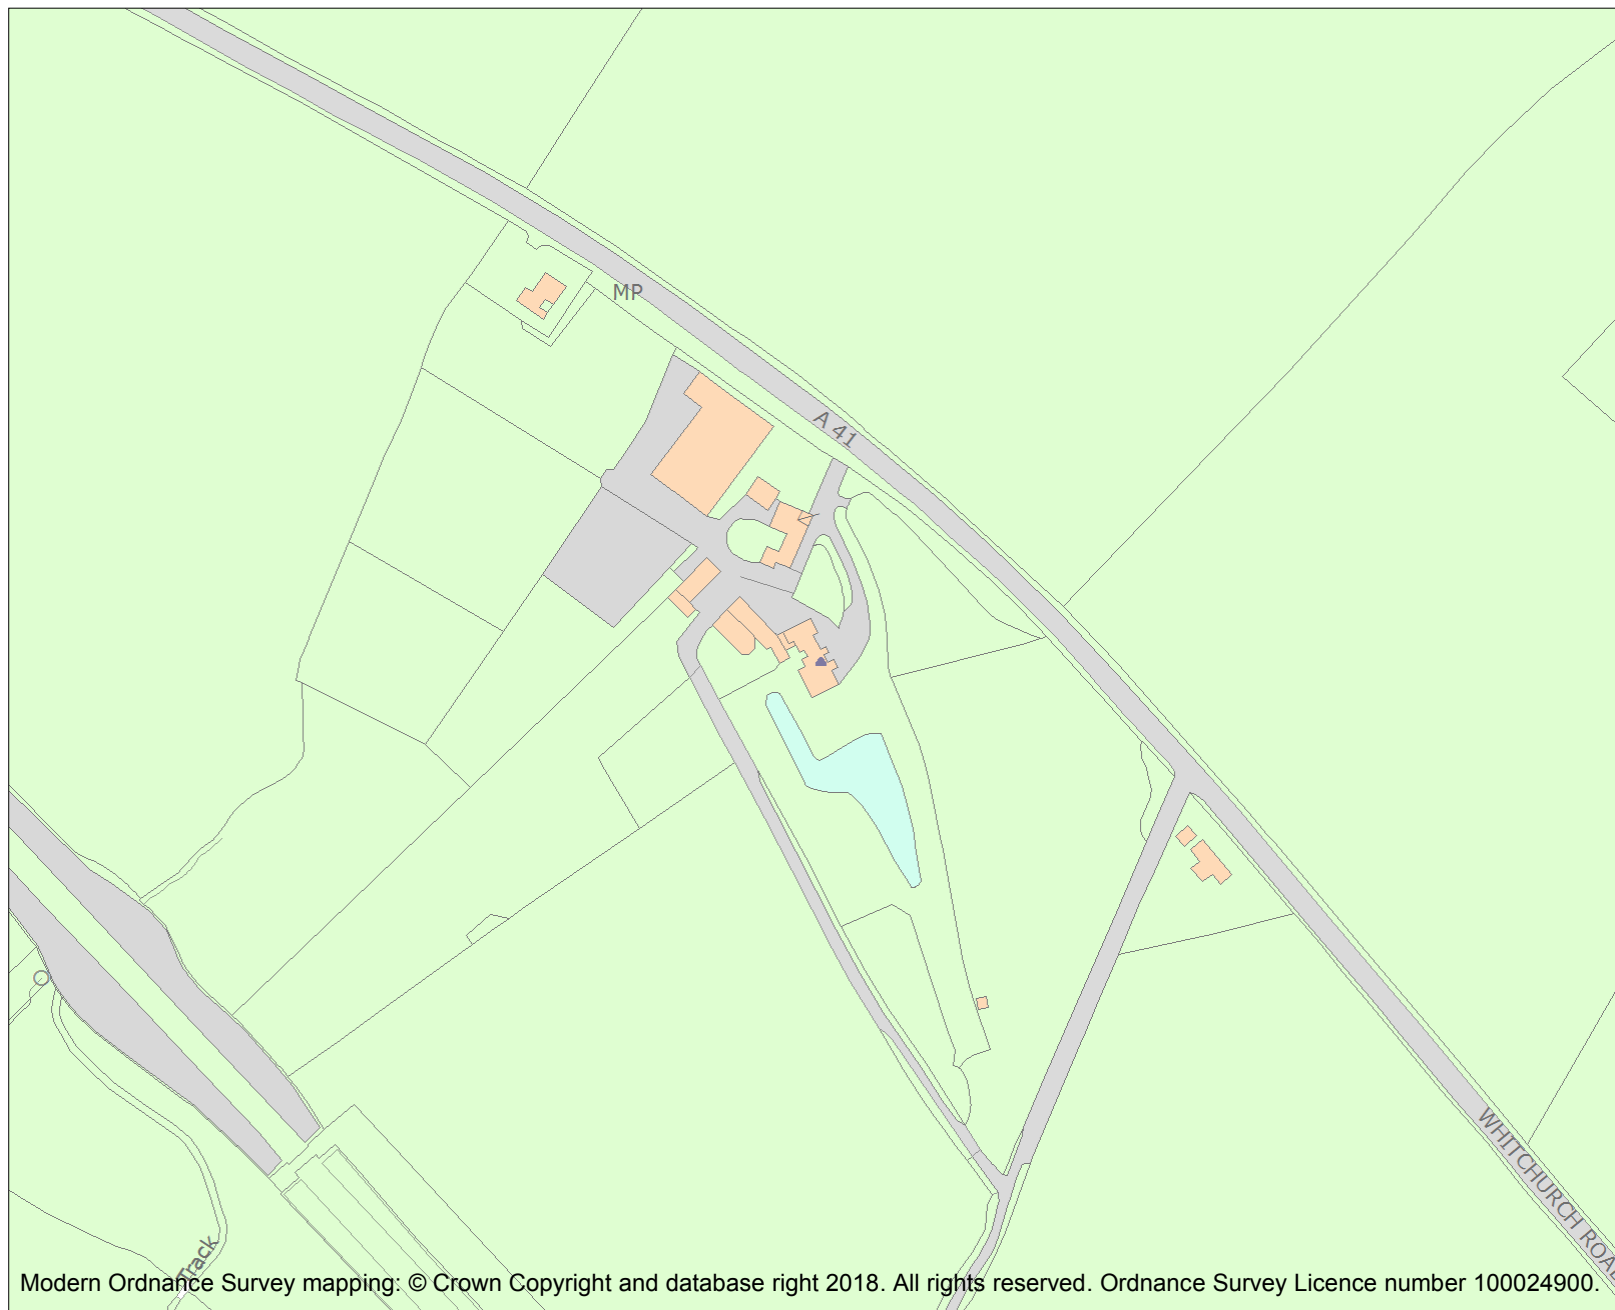 MP
A 41
WHITCHURCH ROA
Track
Modern Ordnance Survey mapping: © Crown Copyright and database right 2018. All rights reserved. Ordnance Survey Licence number 100024900.